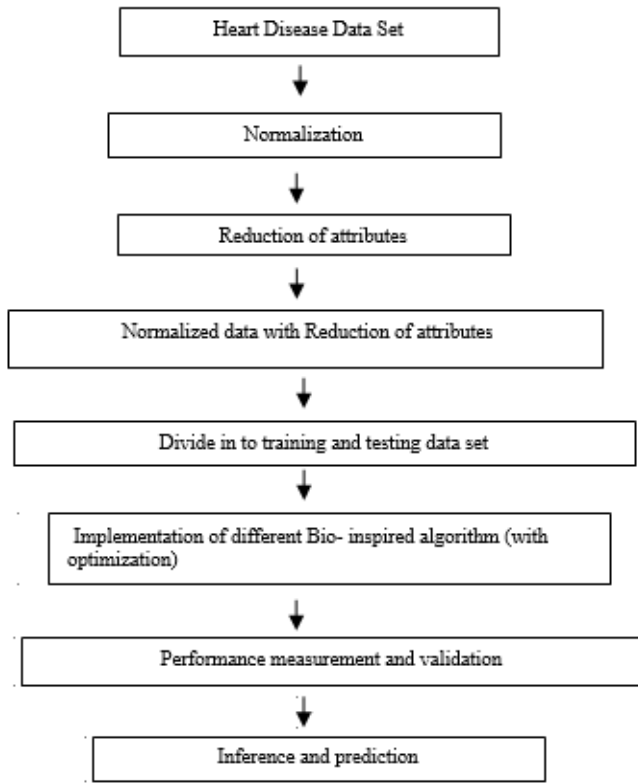 Heart Disease Data Set
Normalization
Reduction of attributes
Normalized data with Reduction of attributes
Divide in to training and testing data set
Implementation of different Bio- inspired algorithm (with
optimization)
Performance measurement and validation
Inference and prediction